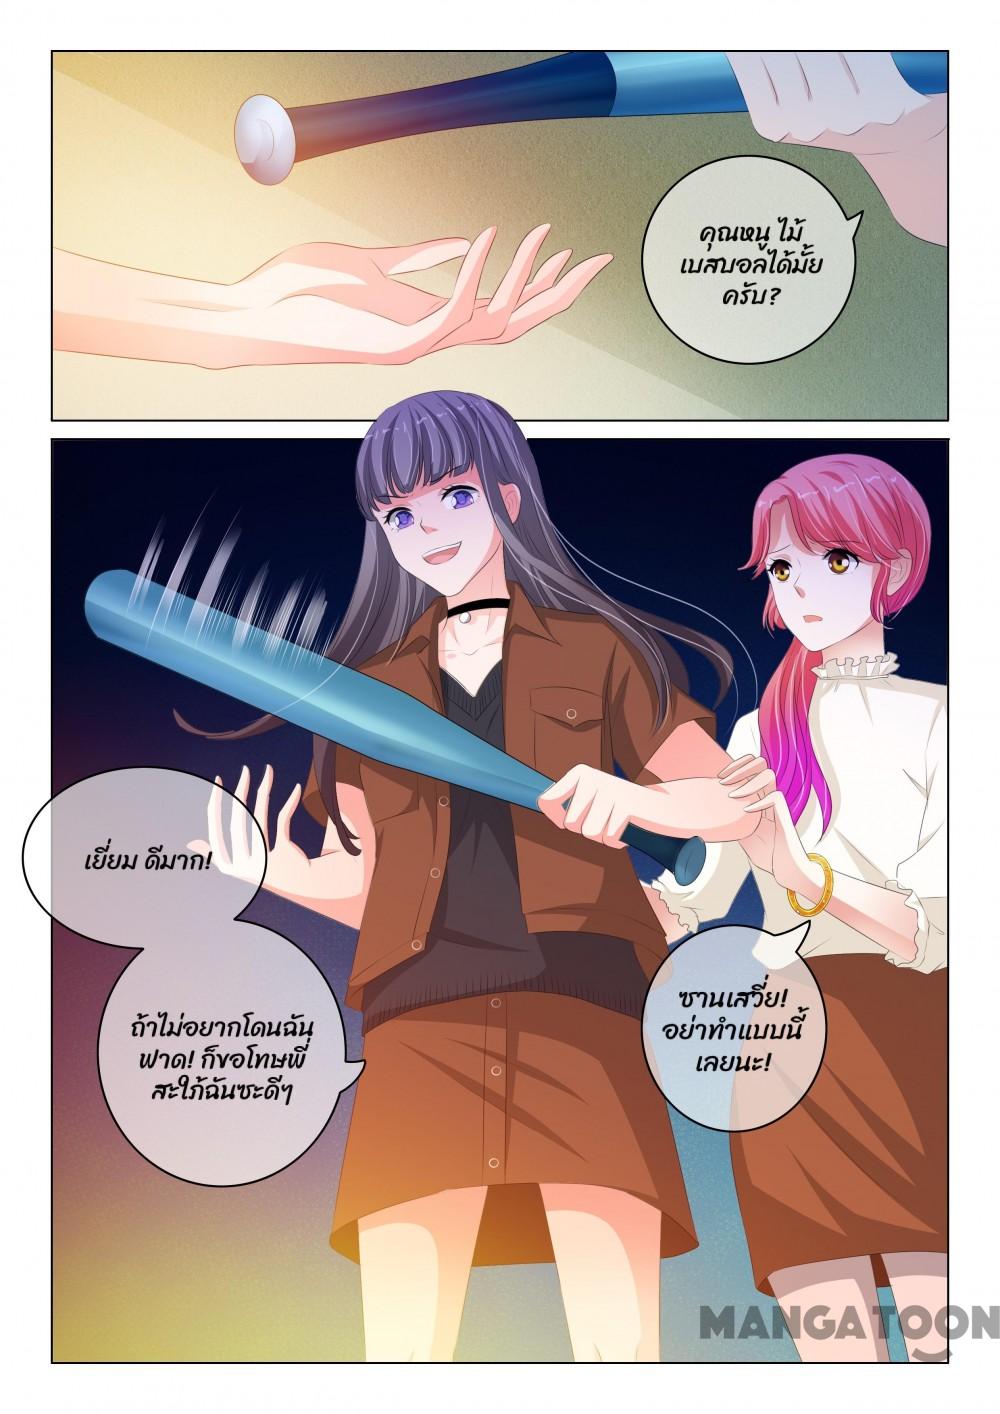 คุณหนู ไม้
เบสบอลได้มั้ย
ครับ?
เยี่ยม ดีมาก!
ถ้าไม่อยากโดนฉัน
ฟาด! ก็ขอโทษพี่
สะใภ้ฉันซะดีๆ
ซานเสวี่ย!
อย่าทำแบบนี้
เลยนะ!
MANGATOON